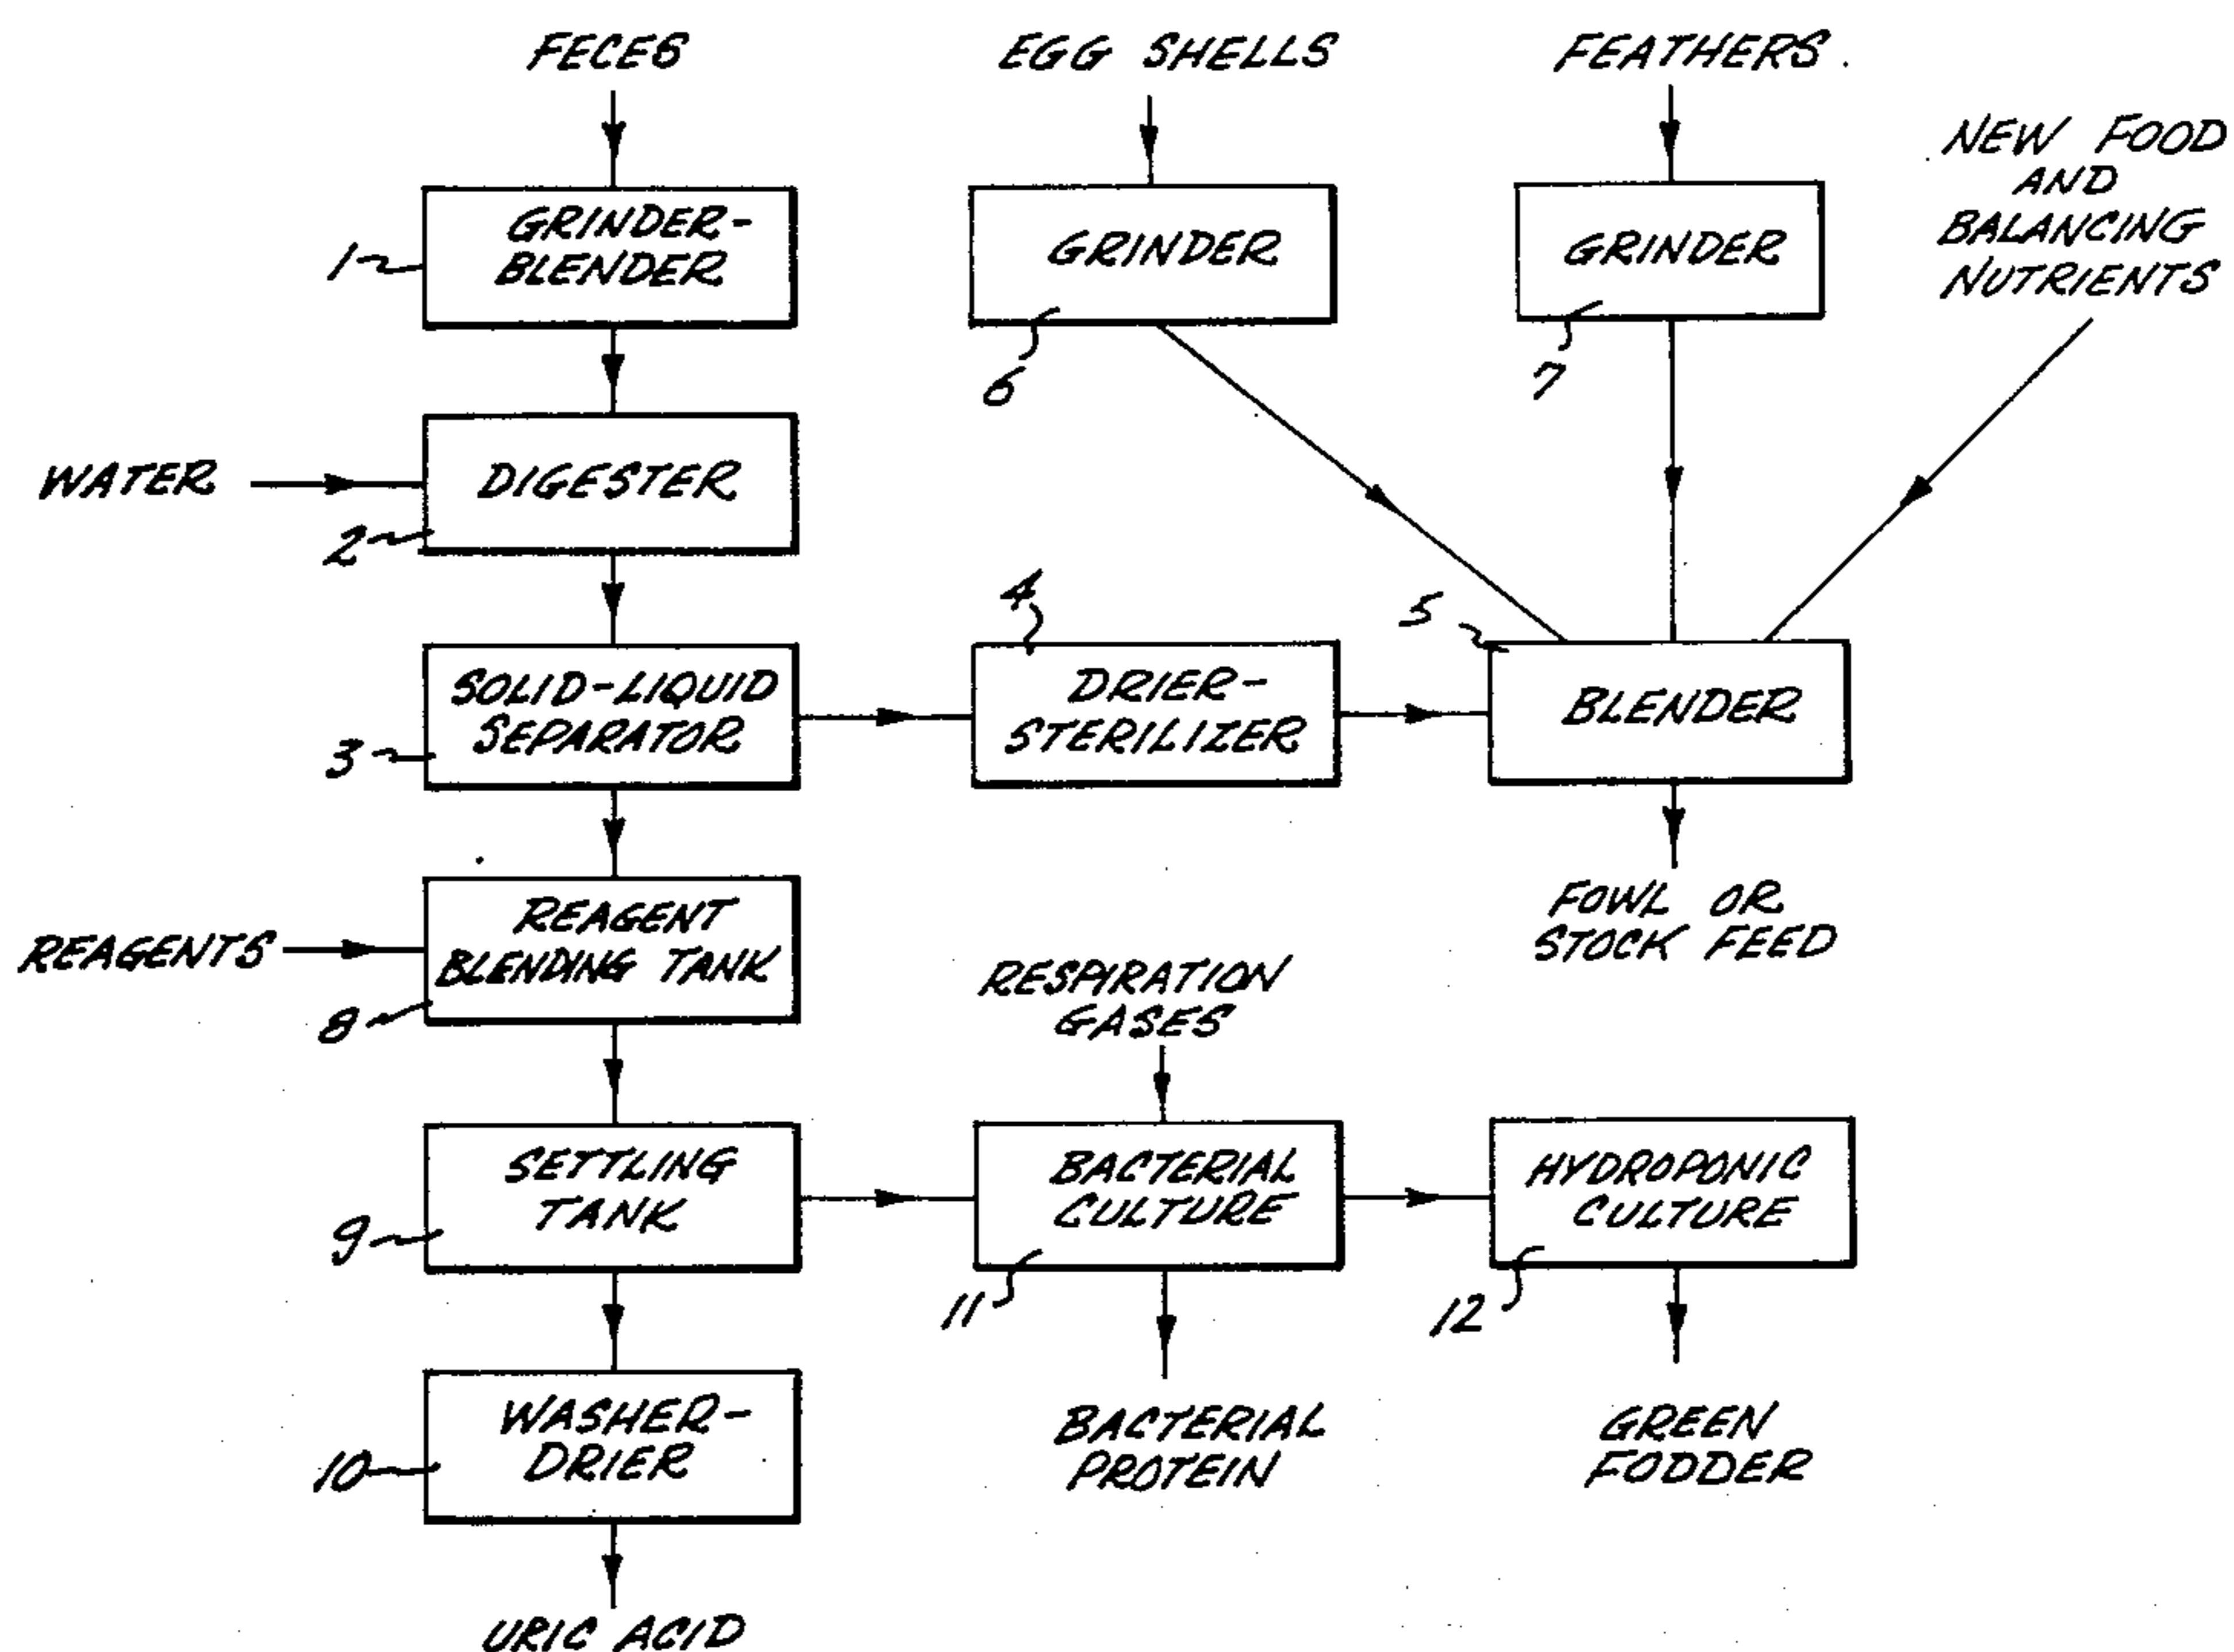 FECES
EGG SHELLS
FEATHERS.
NEW FOOD
AND
BALANCING
NUTRIENTS
GRINDER-
BLENDER
1
GRINDER
6
GRINDER
7
WATER
DIGESTER
2
SOLID-LIQUID
SEPARATOR
3
4
DRIER-
STERILIZER
5
BLENDER
FOWL OR
STOCK FEED
REAGENTS
REAGENT
BLENDING TANK
8
RESPIRATION
GASES
SETTLING
TANK
9
BACTERIAL
CULTURE
11
HYDROPONIC
CULTURE
12
WASHER-
DRIER
10
BACTERIAL
PROTEIN
GREEN
FODDER
URIC ACID